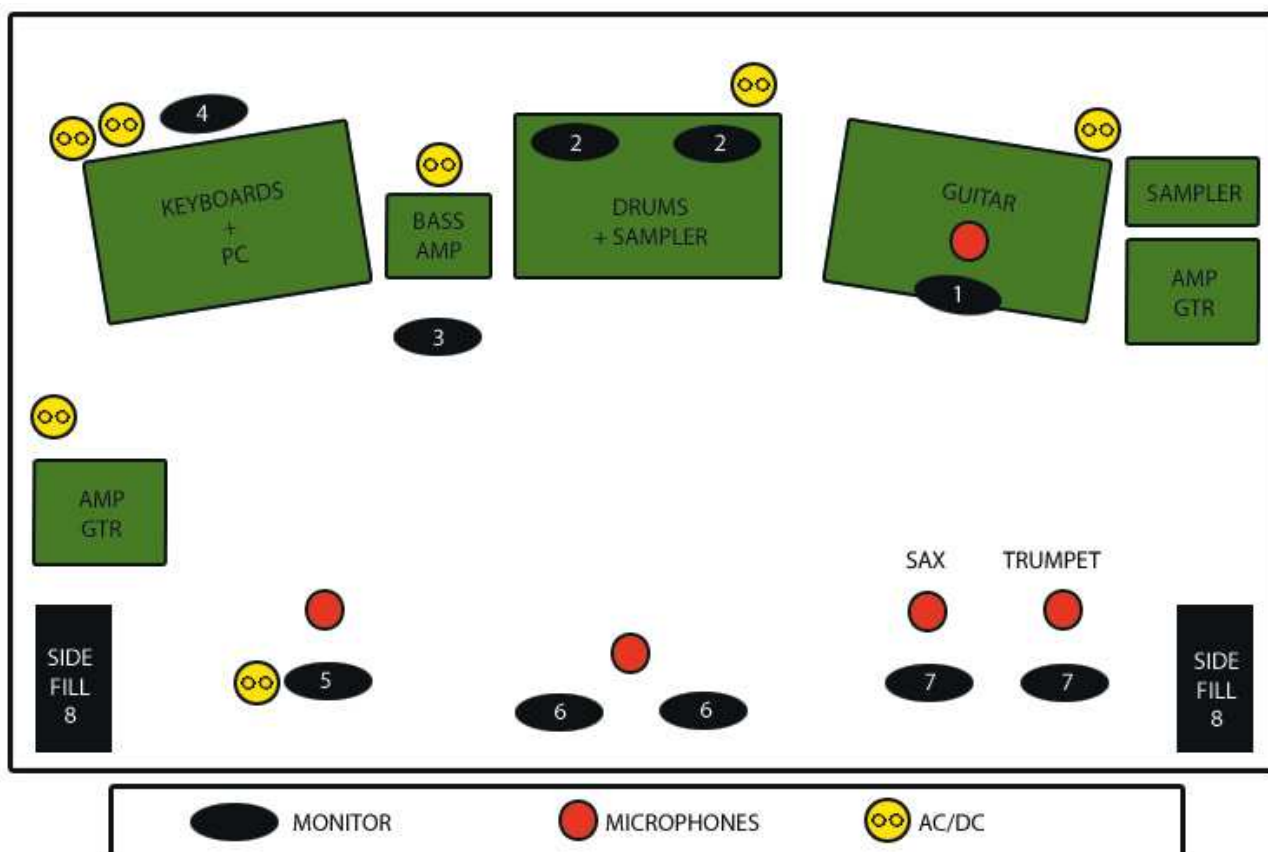 4
KEYBOARDS
+
PC
BASS
AMP
3
2
2
DRUMS
+ SAMPLER
GUITAR
1
SAMPLER
AMP
GTR
AMP
GTR
SIDE
FILL
8
5
6
6
SAX
TRUMPET
7
7
SIDE
FILL
8
MONITOR
MICROPHONES
AC/DC